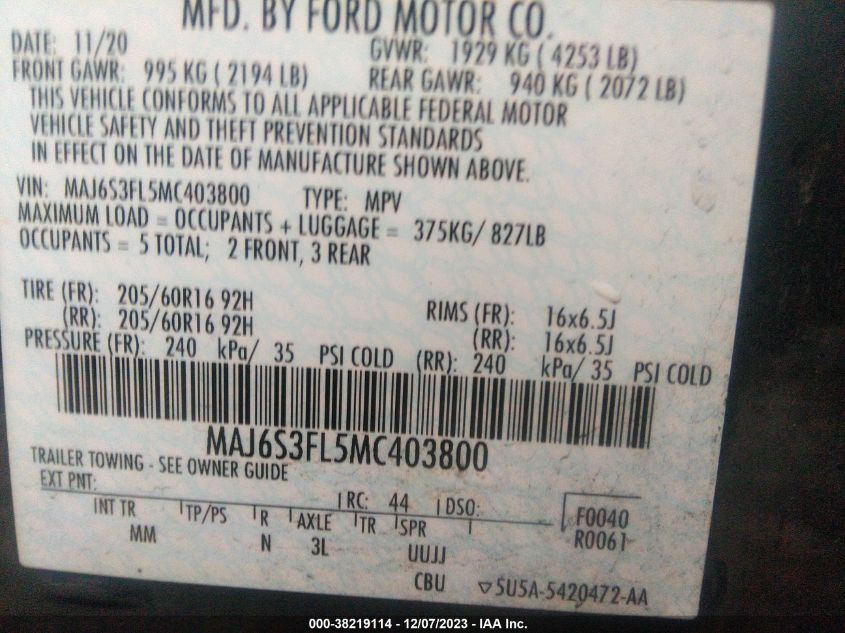 MFD. BY FORD MOTOR CO.
DATE: 11/20 GVWR: 1929 KG ( 4253 LB)
FRONT GAWR: 995 KG ( 2194 LB) REAR GAWR: 940 KG ( 2072 LB)
THIS VEHICLE CONFORMS TO ALL APPLICABLE FEDERAL MOTOR
VEHICLE SAFETY AND THEFT PREVENTION STANDARDS
IN EFFECT ON THE DATE OF MANUFACTURE SHOWN ABOVE.
VIN: MAJ6S3FL5MC403800 TYPE: MPV
MAXIMUM LOAD = OCCUPANTS + LUGGAGE = 375KG/ 827LB
OCCUPANTS = 5 TOTAL; 2 FRONT, 3 REAR
TIRE (FR): 205/60R16 92H RIMS (FR): 16x6.5J
(RR): 205/60R16 92H (RR): 16x6.5J
PRESSURE (FR): 240 kPa/ 35 PSI COLD (RR): 240 kPa/ 35 PSI COLD
MAJ6S3FL5MC403800
TRAILER TOWING - SEE OWNER GUIDE
EXT PNT: RC: 44 DSO: F0040
INT TR TP/PS R AXLE TR SPR R0061
MM N 3L UUJJ
CBU 5U5A-5420472-AA
000-38219114 - 12/07/2023 - IAA Inc.